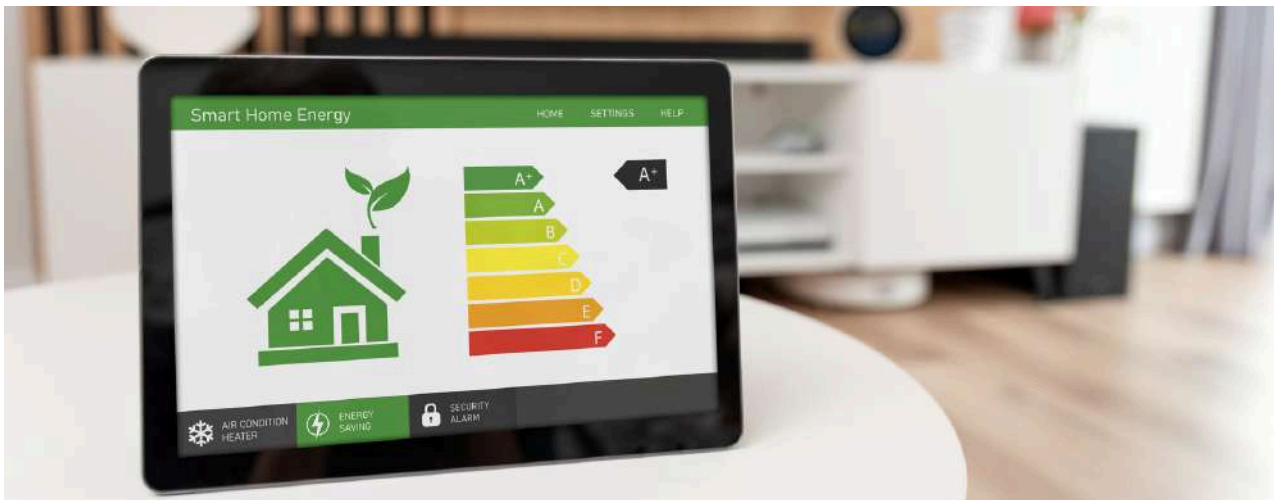 Smart Home Energy
HOME
SETTINGS
HELP
A+
A
B
C
D
E
F
A+
AIR CONDITION
HEATER
ENERGY
SAVING
SECURITY
ALARM